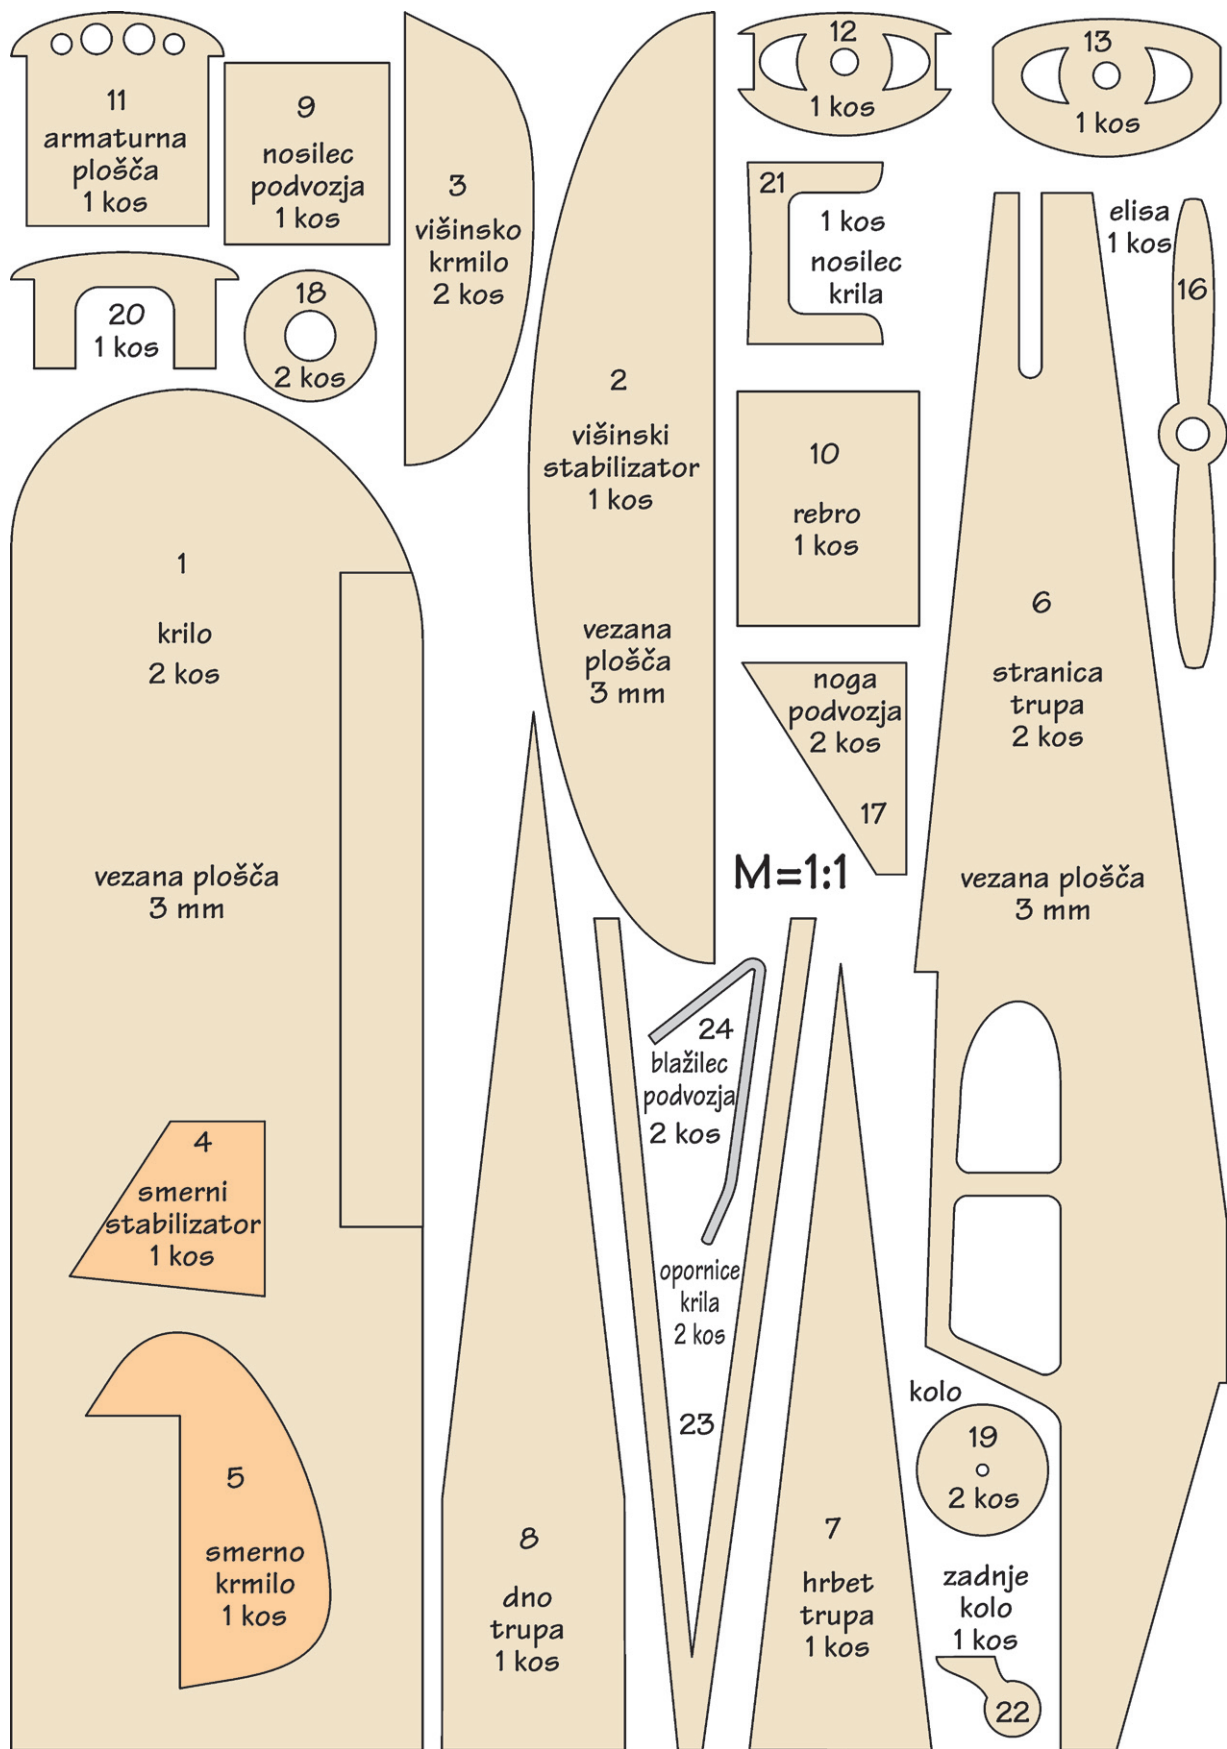 11
armaturna
plošča
1 kos
9
nosilec
podvozja
1 kos
3
višinsko
krmilo
2 kos
12
1 kos
13
1 kos
21
1 kos
nosilec
krila
elisa
1 kos
16
20
1 kos
18
2 kos
2
višinski
stabilizator
1 kos
vezana
plošča
3 mm
10
rebro
1 kos
1
krilo
2 kos
vezana plošča
3 mm
6
stranica
trupa
2 kos
vezana plošča
3 mm
noga
podvozja
2 kos
17
M=1:1
24
blažilec
podvozja
2 kos
4
smerni
stabilizator
1 kos
opornice
krila
2 kos
23
5
smerno
krmilo
1 kos
8
dno
trupa
1 kos
7
hrbet
trupa
1 kos
kolo
19
2 kos
zadnje
kolo
1 kos
22